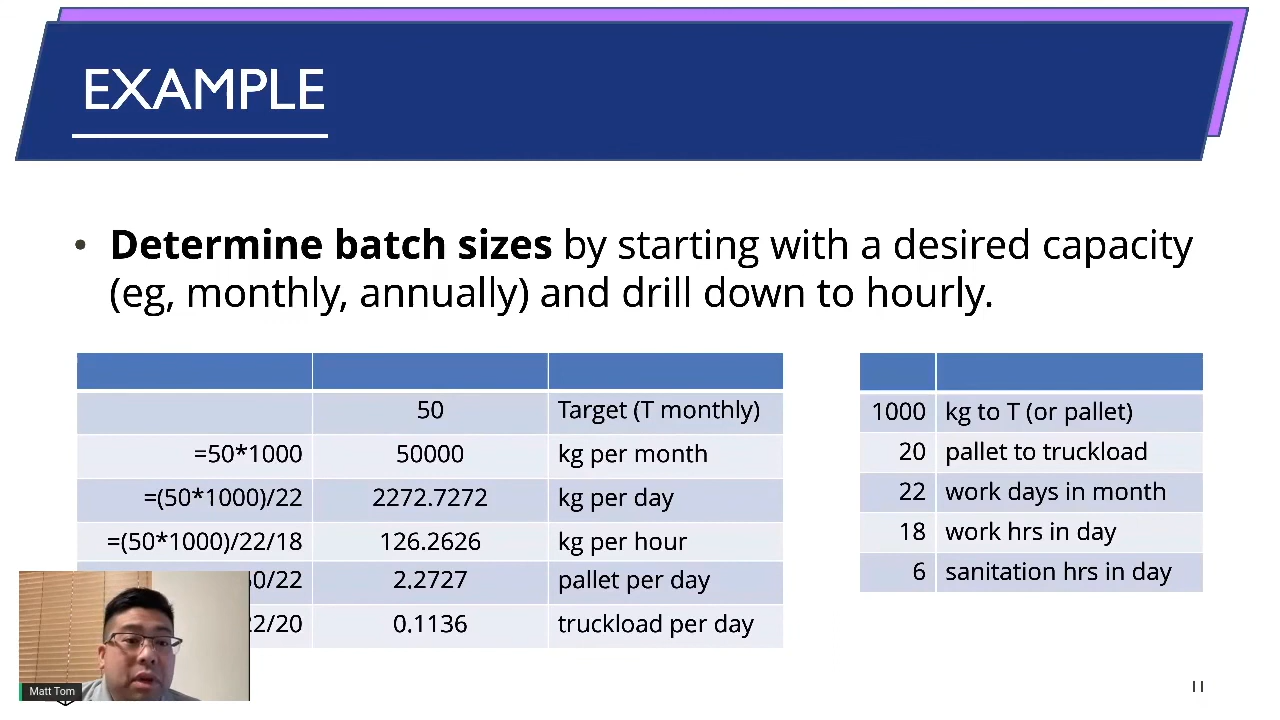 EXAMPLE
• Determine batch sizes by starting with a desired capacity
(eg, monthly, annually) and drill down to hourly.
50 Target (T monthly)
=50*1000 50000 kg per month
=(50*1000)/22 2272.7272 kg per day
=(50*1000)/22/18 126.2626 kg per hour
/22 2.2727 pallet per day
2/20 0.1136 truckload per day
1000 kg to T (or pallet)
20 pallet to truckload
22 work days in month
18 work hrs in day
6 sanitation hrs in day
Matt Tom
11